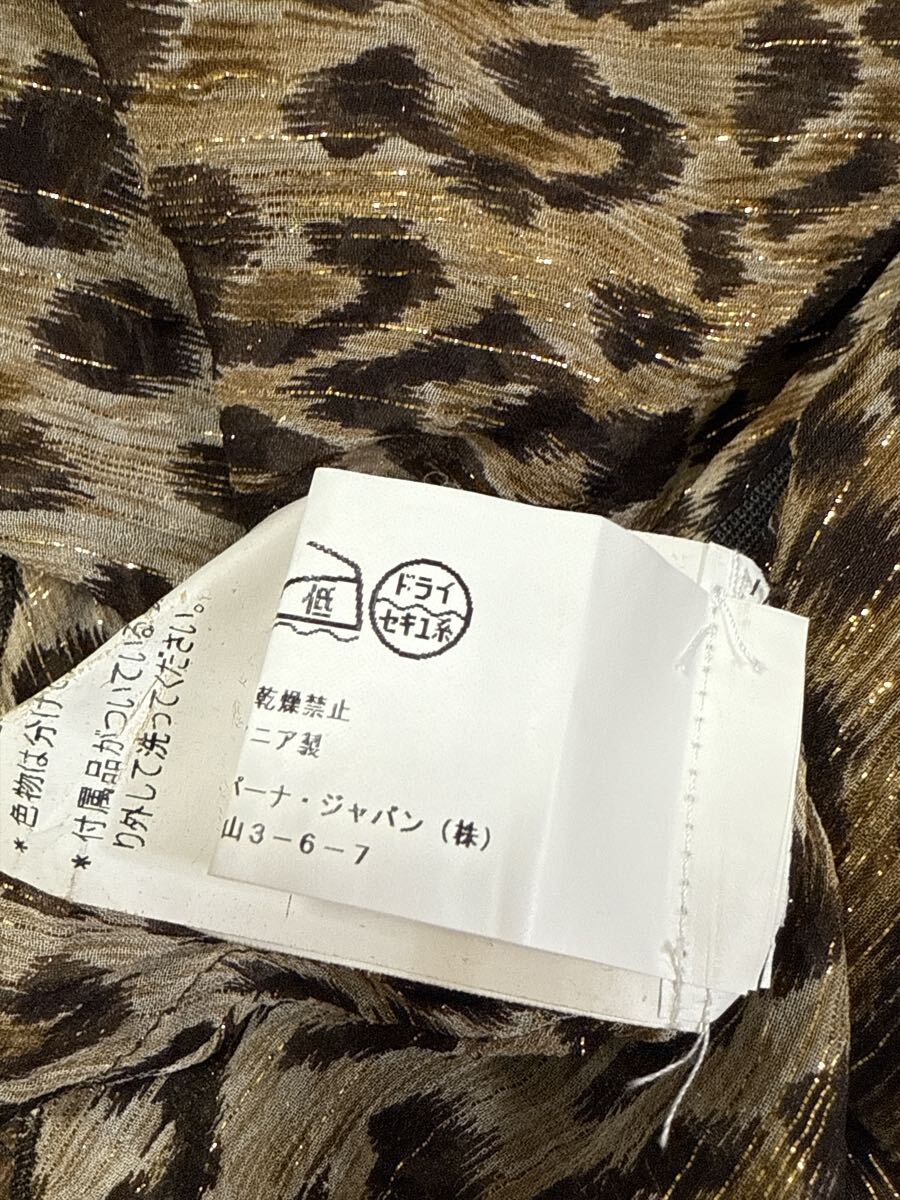 低
ドライ
セキユ系
乾燥禁止
ニア製
パーナ・ジャパン (株)
山3-6-7
*色物は分け
*付属品がついている
り外して洗ってください。